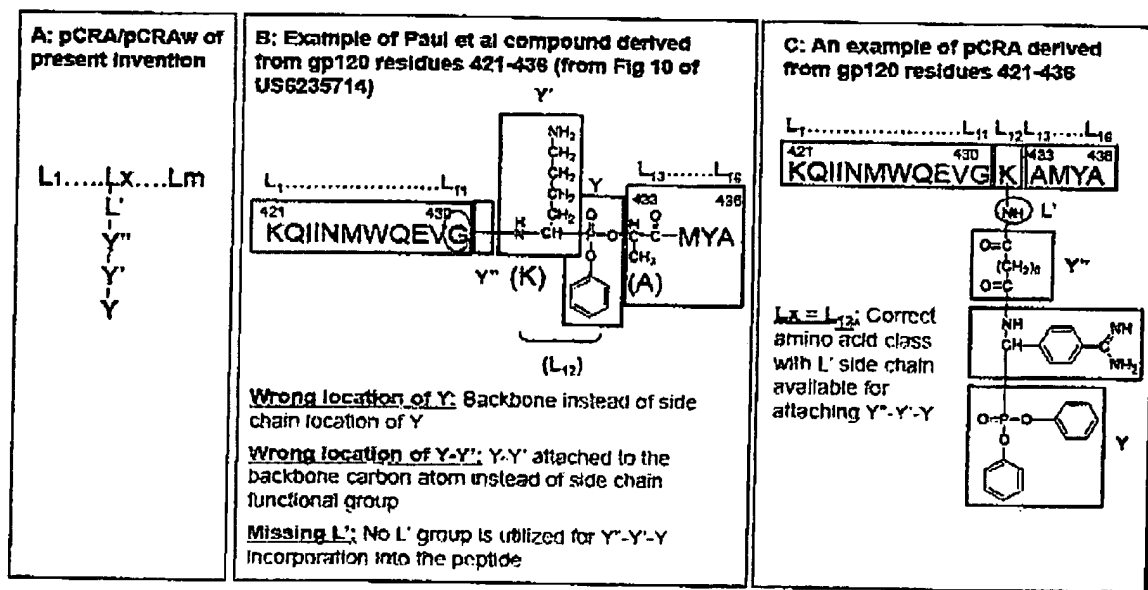 A: pCRA/pCRAw of
present invention
L1.....Lx....Lm
L'
Y''
Y'
Y
B: Example of Paul et al compound derived
from gp120 residues 421-436 (from Fig 10 of
US6235714)
Y'
NH2
CH2
CH2
CH2
CH2
L1....................L11
Y
L13......L16
421
430
433
436
KQIINMWQEVG
H
N
CH
P
O
O
O
H
N
C
O
MYA
CH3
Y''
(K)
(A)
(L12)
Wrong location of Y: Backbone instead of side
chain location of Y
Wrong location of Y-Y': Y-Y' attached to the
backbone carbon atom instead of side chain
functional group
Missing L': No L' group is utilized for Y''-Y'-Y
incorporation into the peptide
C: An example of pCRA derived
from gp120 residues 421-436
L1.......................L11 L12 L13......L16
421
430
433
436
KQIINMWQEVG K AMYA
NH
L'
O=C
Y''
O=C
NH
CH
C
NH
NH2
Lx = L12: Correct
amino acid class
with L' side chain
available for
attaching Y''-Y'-Y
O=P-O
O
Y